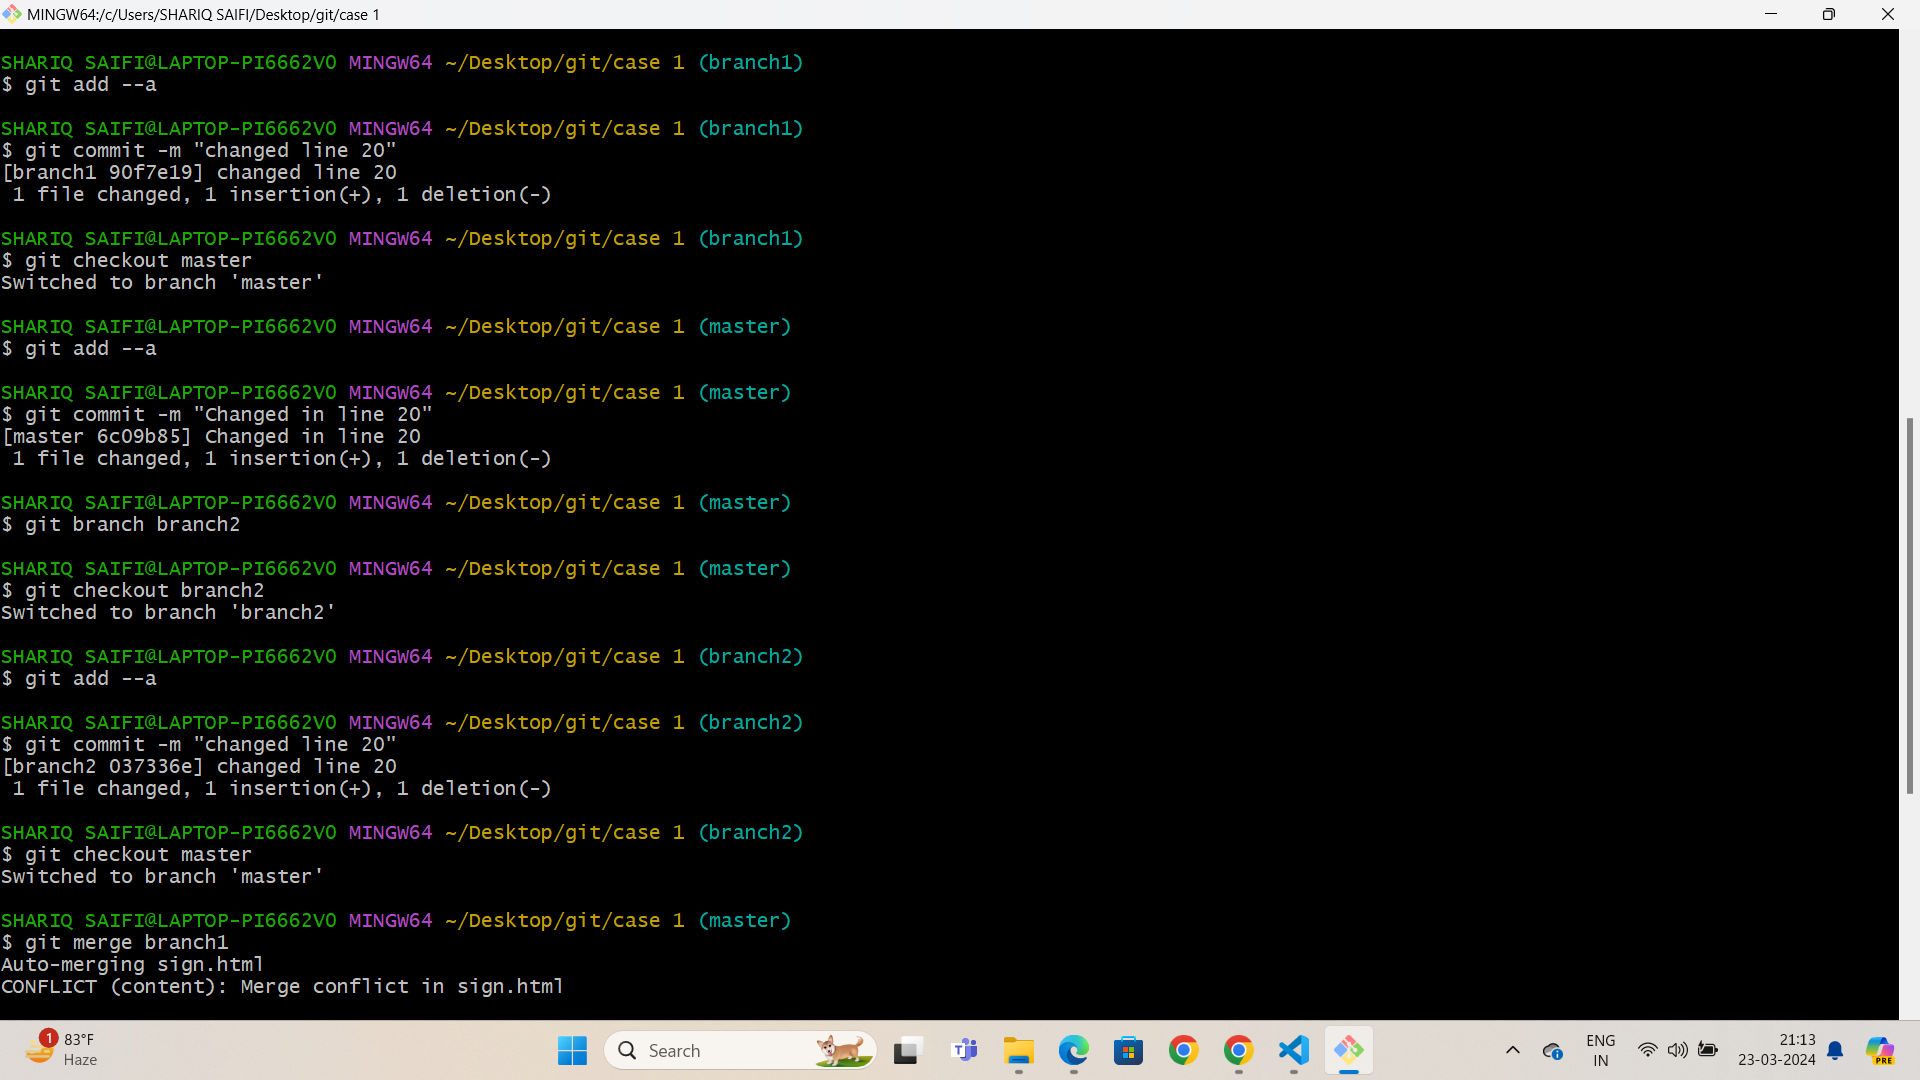 MINGW64:/c/Users/SHARIQ SAIFI/Desktop/git/case 1
SHARIQ SAIFI@LAPTOP-PI6662VO MINGW64 ~/Desktop/git/case 1 (branch1)
$ git add --a
SHARIQ SAIFI@LAPTOP-PI6662VO MINGW64 ~/Desktop/git/case 1 (branch1)
$ git commit -m "changed line 20"
[branch1 90f7e19] changed line 20
1 file changed, 1 insertion(+), 1 deletion(-)
SHARIQ SAIFI@LAPTOP-PI6662VO MINGW64 ~/Desktop/git/case 1 (branch1)
$ git checkout master
Switched to branch 'master'
SHARIQ SAIFI@LAPTOP-PI6662VO MINGW64 ~/Desktop/git/case 1 (master)
$ git add --a
SHARIQ SAIFI@LAPTOP-PI6662VO MINGW64 ~/Desktop/git/case 1 (master)
$ git commit -m "Changed in line 20"
[master 6c09b85] Changed in line 20
1 file changed, 1 insertion(+), 1 deletion(-)
SHARIQ SAIFI@LAPTOP-PI6662VO MINGW64 ~/Desktop/git/case 1 (master)
$ git branch branch2
SHARIQ SAIFI@LAPTOP-PI6662VO MINGW64 ~/Desktop/git/case 1 (master)
$ git checkout branch2
Switched to branch 'branch2'
SHARIQ SAIFI@LAPTOP-PI6662VO MINGW64 ~/Desktop/git/case 1 (branch2)
$ git add --a
SHARIQ SAIFI@LAPTOP-PI6662VO MINGW64 ~/Desktop/git/case 1 (branch2)
$ git commit -m "changed line 20"
[branch2 037336e] changed line 20
1 file changed, 1 insertion(+), 1 deletion(-)
SHARIQ SAIFI@LAPTOP-PI6662VO MINGW64 ~/Desktop/git/case 1 (branch2)
$ git checkout master
Switched to branch 'master'
SHARIQ SAIFI@LAPTOP-PI6662VO MINGW64 ~/Desktop/git/case 1 (master)
$ git merge branch1
Auto-merging sign.html
CONFLICT (content): Merge conflict in sign.html
1
83°F
Haze
Search
T
ENG
IN
21:13
23-03-2024
PRE